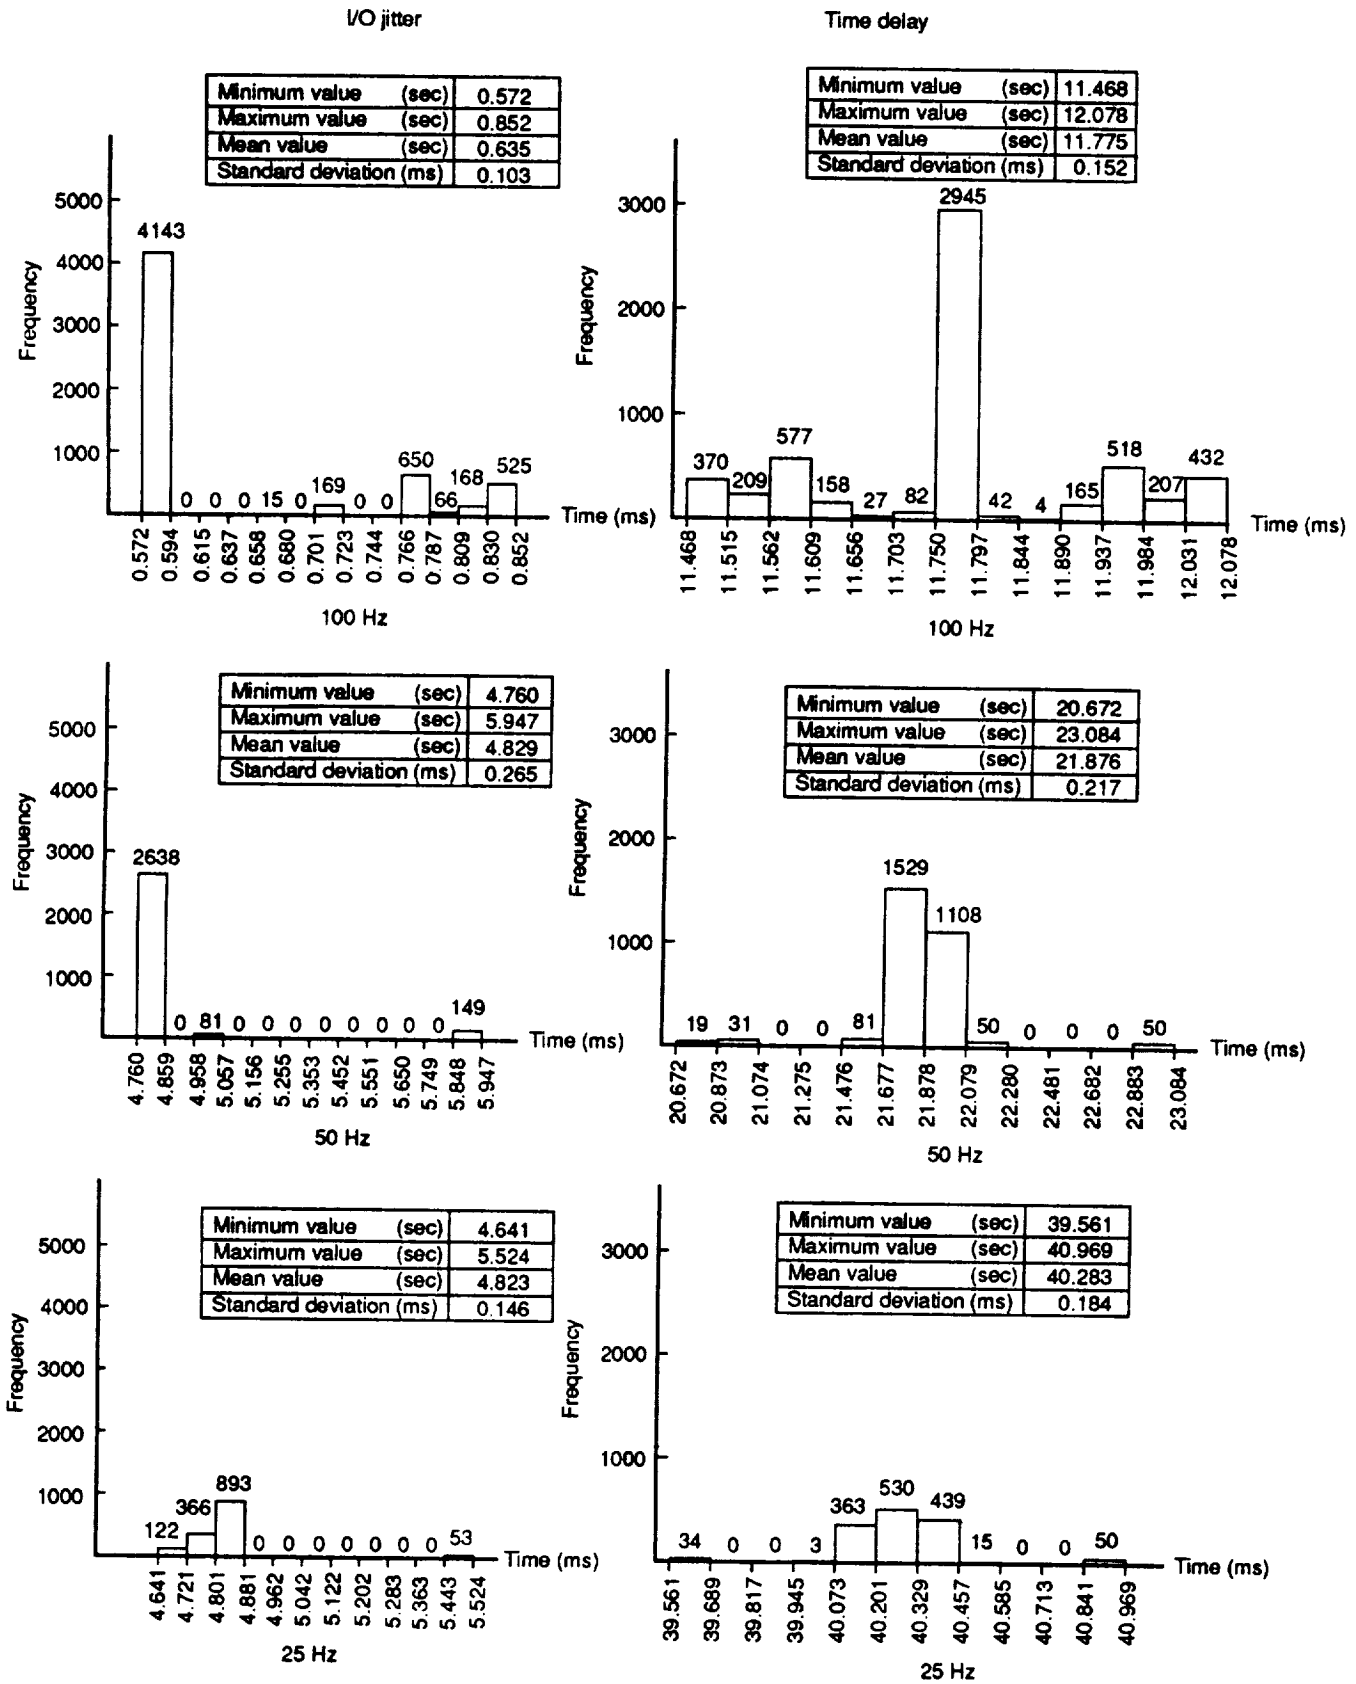 I/O jitter
Time delay
Minimum value (sec) 0.572
Maximum value (sec) 0.852
Mean value (sec) 0.635
Standard deviation (ms) 0.103
Frequency
5000
4000
3000
2000
1000
4143
0 0 0 15 0 169 0 0 650 66 168 525
Time (ms)
0.572 0.594 0.615 0.637 0.658 0.680 0.701 0.723 0.744 0.766 0.787 0.809 0.830 0.852
100 Hz
Minimum value (sec) 11.468
Maximum value (sec) 12.078
Mean value (sec) 11.775
Standard deviation (ms) 0.152
Frequency
3000
2000
1000
370 209 577 158 27 82 2945 42 4 165 518 207 432
Time (ms)
11.468 11.515 11.562 11.609 11.656 11.703 11.750 11.797 11.844 11.890 11.937 11.984 12.031 12.078
100 Hz
Minimum value (sec) 4.760
Maximum value (sec) 5.947
Mean value (sec) 4.829
Standard deviation (ms) 0.265
Frequency
5000
4000
3000
2000
1000
2638
0 81 0 0 0 0 0 0 0 0 149
Time (ms)
4.760 4.859 4.958 5.057 5.156 5.255 5.353 5.452 5.551 5.650 5.749 5.848 5.947
50 Hz
Minimum value (sec) 20.672
Maximum value (sec) 23.084
Mean value (sec) 21.876
Standard deviation (ms) 0.217
Frequency
3000
2000
1000
19 31 0 0 81 1529 1108 50 0 0 0 50
Time (ms)
20.672 20.873 21.074 21.275 21.476 21.677 21.878 22.079 22.280 22.481 22.682 22.883 23.084
50 Hz
Minimum value (sec) 4.641
Maximum value (sec) 5.524
Mean value (sec) 4.823
Standard deviation (ms) 0.146
Frequency
5000
4000
3000
2000
1000
122 366 893 0 0 0 0 0 0 0 53
Time (ms)
4.641 4.721 4.801 4.881 4.962 5.042 5.122 5.202 5.283 5.363 5.443 5.524
25 Hz
Minimum value (sec) 39.561
Maximum value (sec) 40.969
Mean value (sec) 40.283
Standard deviation (ms) 0.184
Frequency
3000
2000
1000
34 0 0 3 363 530 439 15 0 0 50
Time (ms)
39.561 39.689 39.817 39.945 40.073 40.201 40.329 40.457 40.585 40.713 40.841 40.969
25 Hz